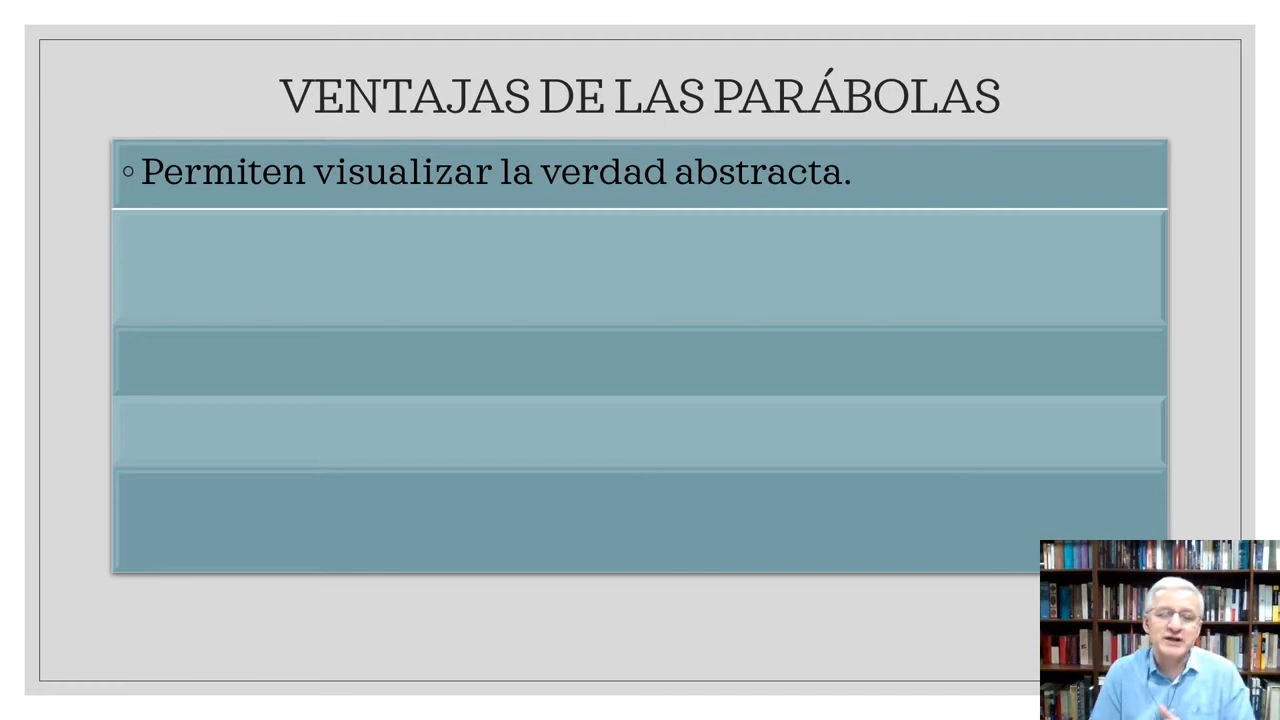 VENTAJAS DE LAS PARÁBOLAS
◦ Permiten visualizar la verdad abstracta.